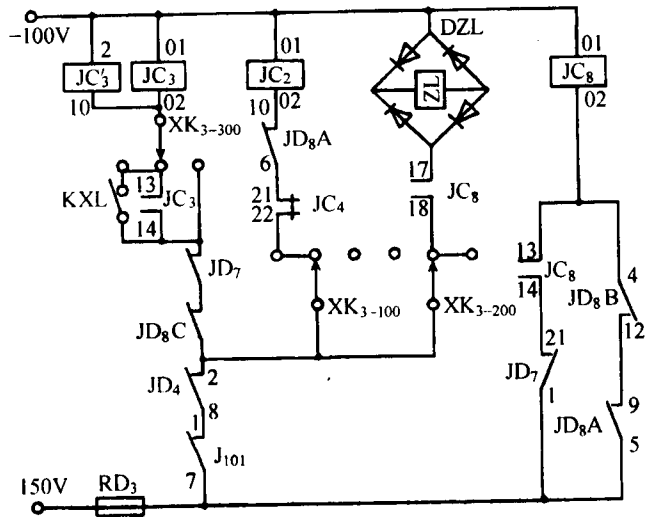 -100V
DZL
2 01 01 01
JC'₃ JC₃ JC₂ ZL JC₈
10 02 10 02 02
XK₃₋₃₀₀
JD₈A
6
17
18
JC₈
KXL 13 JC₃
14
21
22
JC₄
JD₇
JD₈C
XK₃₋₁₀₀
XK₃₋₂₀₀
13
JC₈
14
4
JD₈B
12
JD₄ 2
8
21
JD₇
1
9
JD₈A
5
1
J₁₀₁
7
150V
RD₃